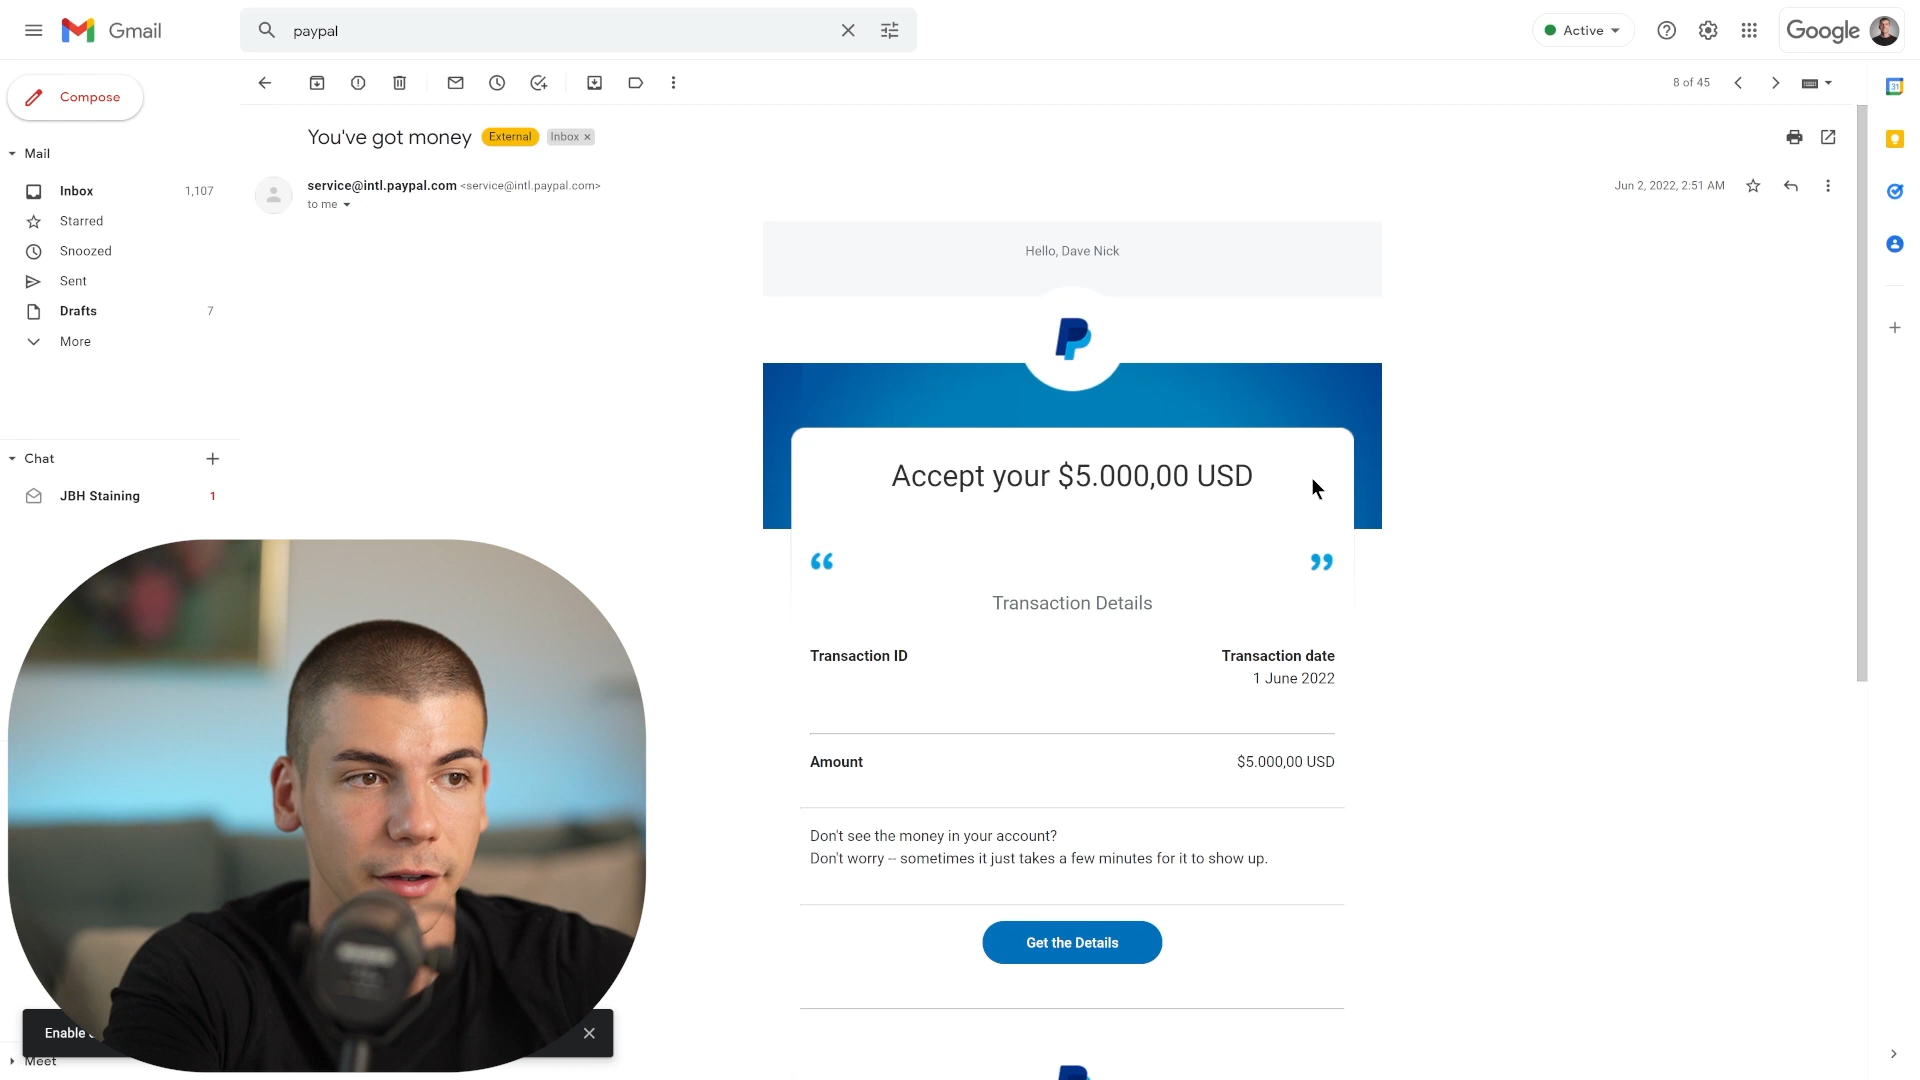 Gmail
paypal
Active
Google
Compose
8 of 45
Mail
You've got money
External
Inbox ×
Inbox
1,107
service@intl.paypal.com <service@intl.paypal.com>
Jun 2, 2022, 2:51 AM
to me
Starred
Snoozed
Hello, Dave Nick
Sent
Drafts
7
More
Chat
Accept your $5.000,00 USD
JBH Staining
1
“ ”
Transaction Details
Transaction ID
Transaction date
1 June 2022
Amount
$5.000,00 USD
Don't see the money in your account?
Don't worry -- sometimes it just takes a few minutes for it to show up.
Get the Details
Enable
Meet
31